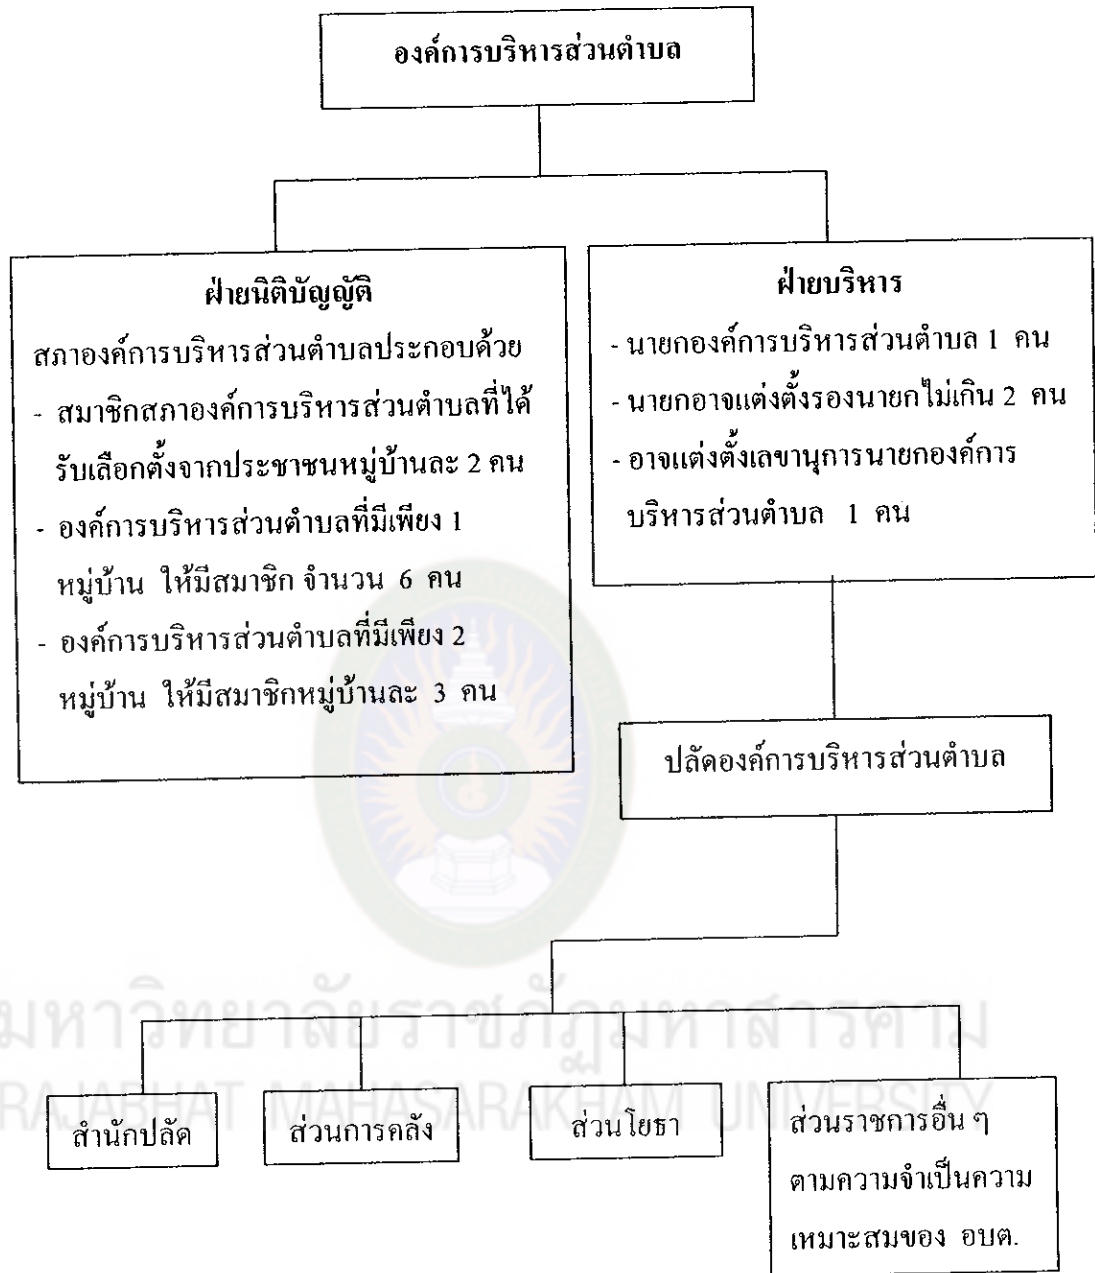 องค์การบริหารส่วนตำบล
ฝ่ายนิติบัญญัติ
สภาองค์การบริหารส่วนตำบลประกอบด้วย
- สมาชิกสภาองค์การบริหารส่วนตำบลที่ได้
รับเลือกตั้งจากประชาชนหมู่บ้านละ 2 คน
- องค์การบริหารส่วนตำบลที่มีเพียง 1
หมู่บ้าน ให้มีสมาชิก จำนวน 6 คน
- องค์การบริหารส่วนตำบลที่มีเพียง 2
หมู่บ้าน ให้มีสมาชิกหมู่บ้านละ 3 คน
ฝ่ายบริหาร
- นายกองค์การบริหารส่วนตำบล 1 คน
- นายกอาจแต่งตั้งรองนายกไม่เกิน 2 คน
- อาจแต่งตั้งเลขานุการนายกองค์การ
บริหารส่วนตำบล 1 คน
ปลัดองค์การบริหารส่วนตำบล
มหาวิทยาลัยราชภัฏมหาสารคาม
RAJABHAT MAHASARAKHAM UNIVERSITY
สำนักปลัด
ส่วนการคลัง
ส่วนโยธา
ส่วนราชการอื่น ๆ
ตามความจำเป็นความ
เหมาะสมของ อบต.